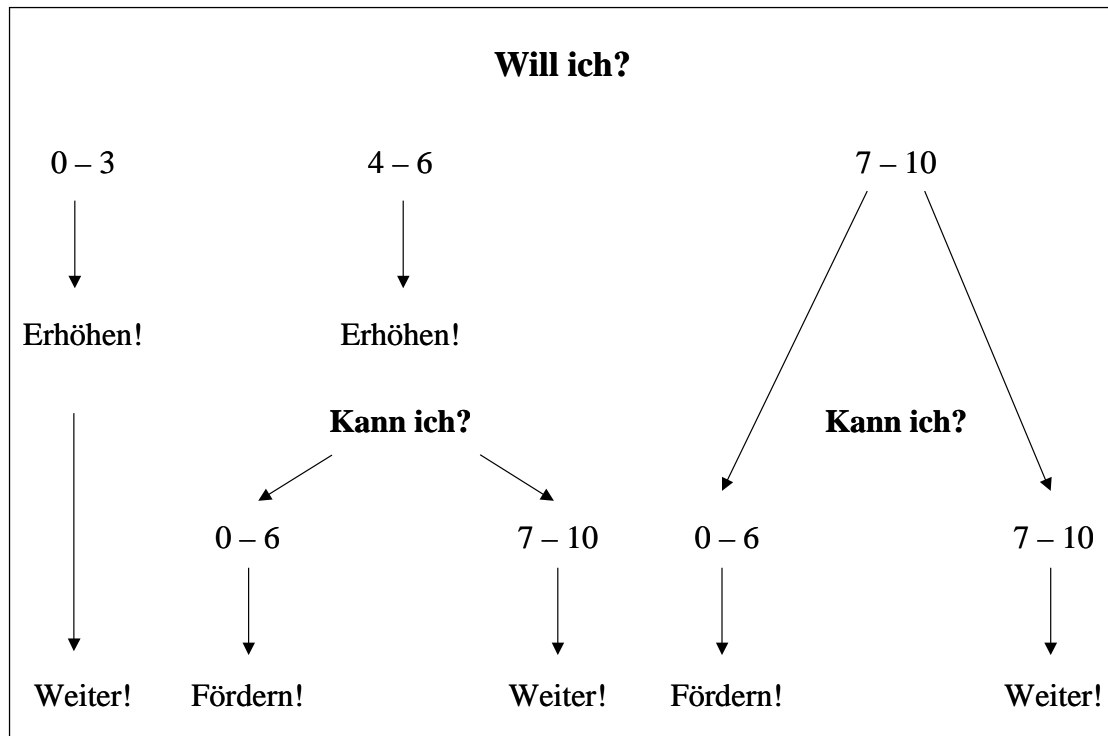 Will ich?
0 – 3 4 – 6 7 – 10
Erhöhen! Erhöhen!
Kann ich? Kann ich?
0 – 6 7 – 10 0 – 6 7 – 10
Weiter! Fördern! Weiter! Fördern! Weiter!